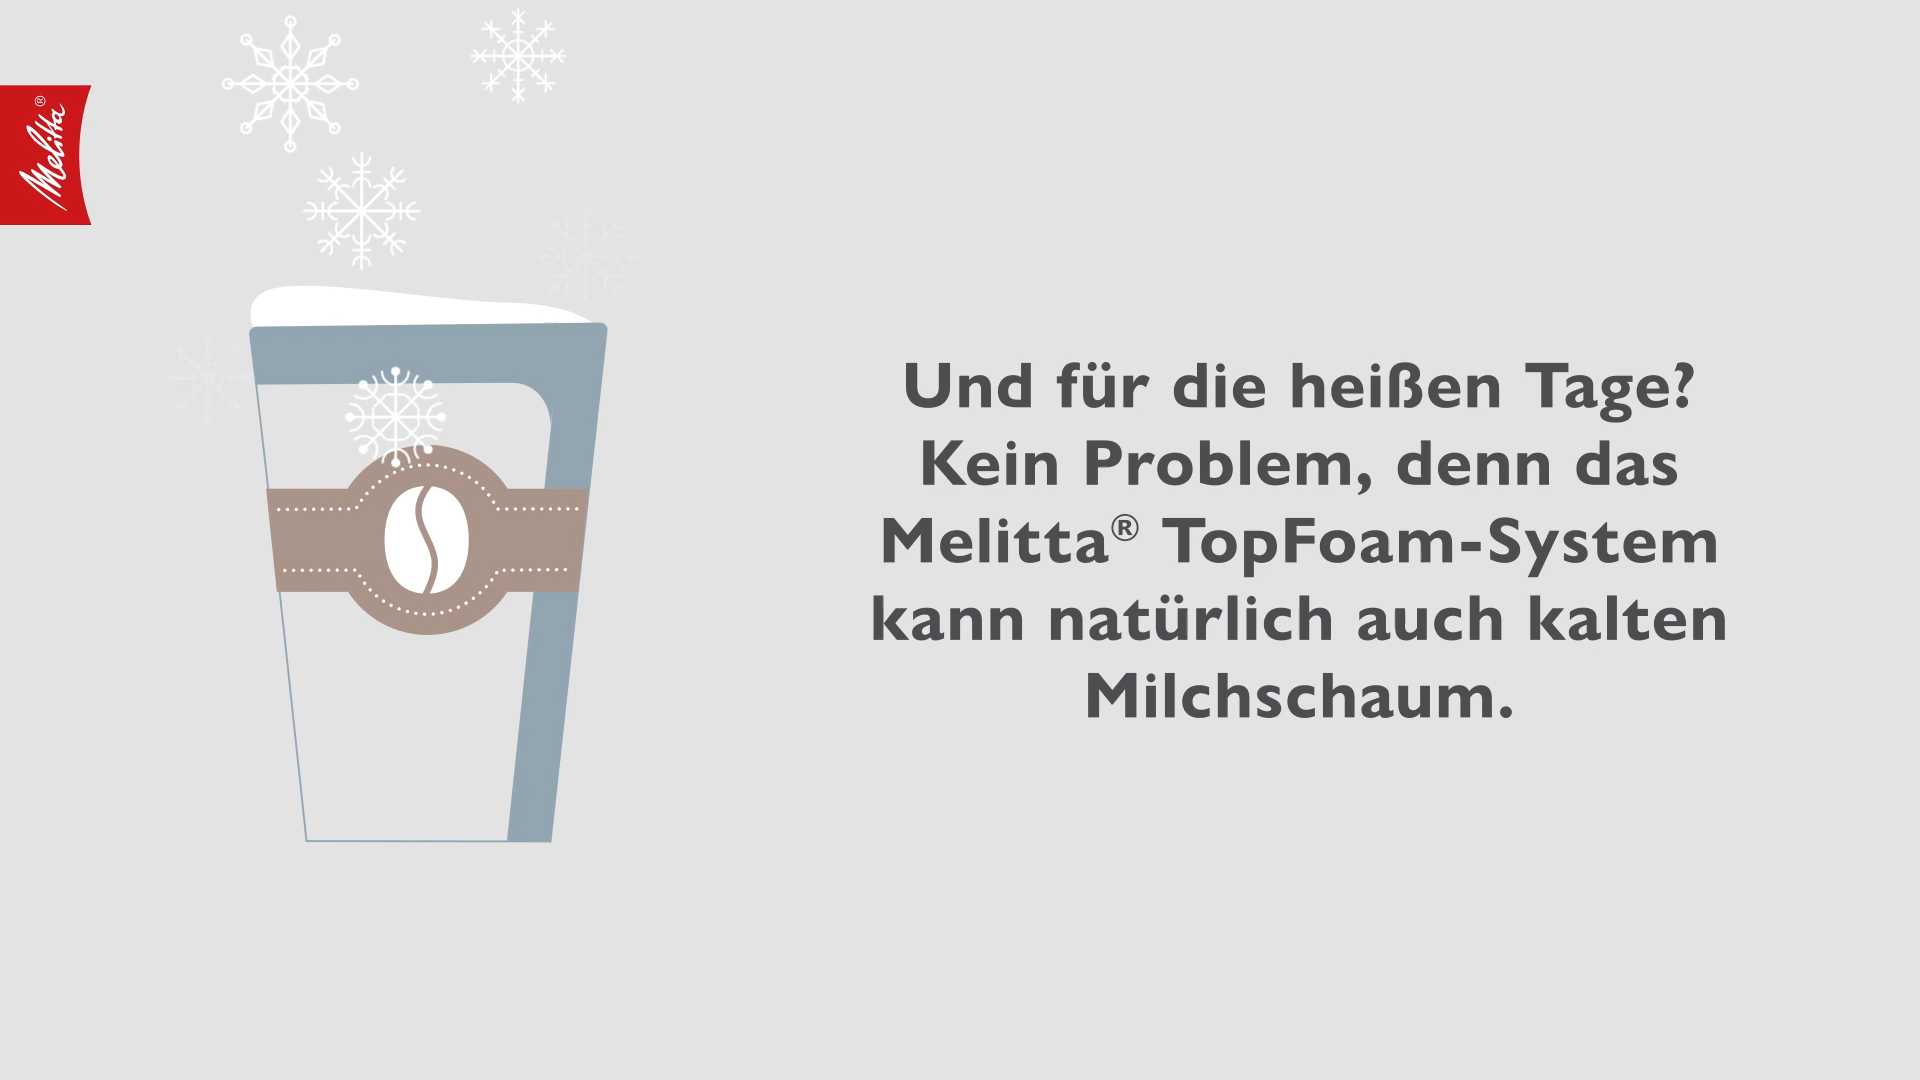 Melitta®
Und für die heißen Tage?
Kein Problem, denn das
Melitta® TopFoam-System
kann natürlich auch kalten
Milchschaum.